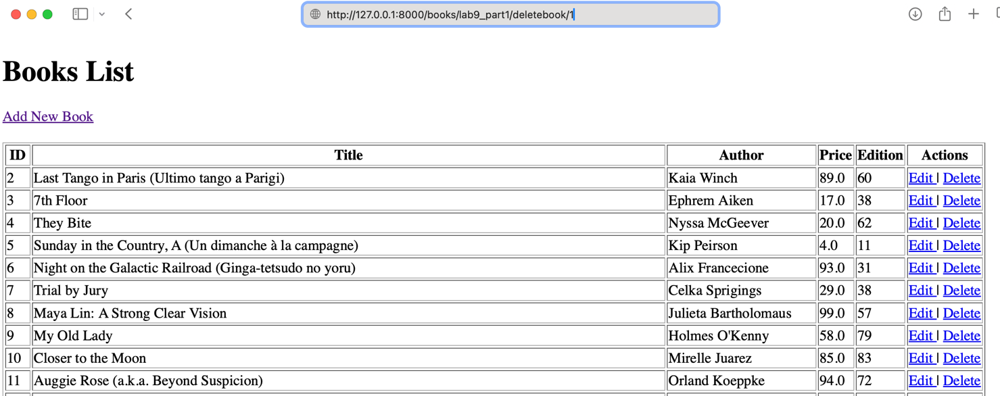 http://127.0.0.1:8000/books/lab9_part1/deletebook/1
Books List
Add New Book
ID Title Author Price Edition Actions
2 Last Tango in Paris (Ultimo tango a Parigi) Kaia Winch 89.0 60 Edit | Delete
3 7th Floor Ephrem Aiken 17.0 38 Edit | Delete
4 They Bite Nyssa McGeever 20.0 62 Edit | Delete
5 Sunday in the Country, A (Un dimanche à la campagne) Kip Peirson 4.0 11 Edit | Delete
6 Night on the Galactic Railroad (Ginga-tetsudo no yoru) Alix Francecione 93.0 31 Edit | Delete
7 Trial by Jury Celka Sprigings 29.0 38 Edit | Delete
8 Maya Lin: A Strong Clear Vision Julieta Bartholomaus 99.0 57 Edit | Delete
9 My Old Lady Holmes O'Kenny 58.0 79 Edit | Delete
10 Closer to the Moon Mirelle Juarez 85.0 83 Edit | Delete
11 Auggie Rose (a.k.a. Beyond Suspicion) Orland Koeppke 94.0 72 Edit | Delete